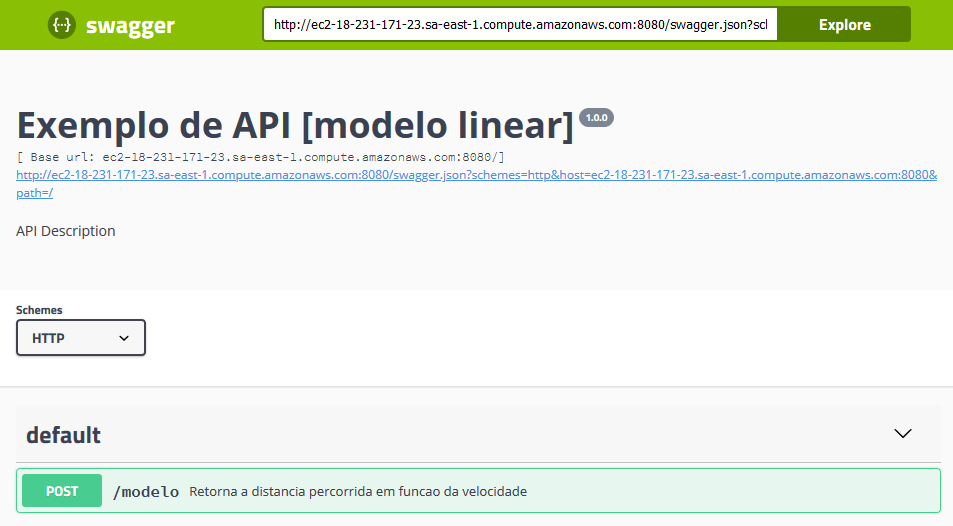 swagger
http://ec2-18-231-171-23.sa-east-1.compute.amazonaws.com:8080/swagger.json?scl
Explore
Exemplo de API [modelo linear] 1.0.0
[ Base url: ec2-18-231-171-23.sa-east-1.compute.amazonaws.com:8080/]
http://ec2-18-231-171-23.sa-east-1.compute.amazonaws.com:8080/swagger.json?schemes=http&host=ec2-18-231-171-23.sa-east-1.compute.amazonaws.com:8080&
path=/
API Description
Schemes
HTTP
default
POST /modelo Retorna a distancia percorrida em funcao da velocidade